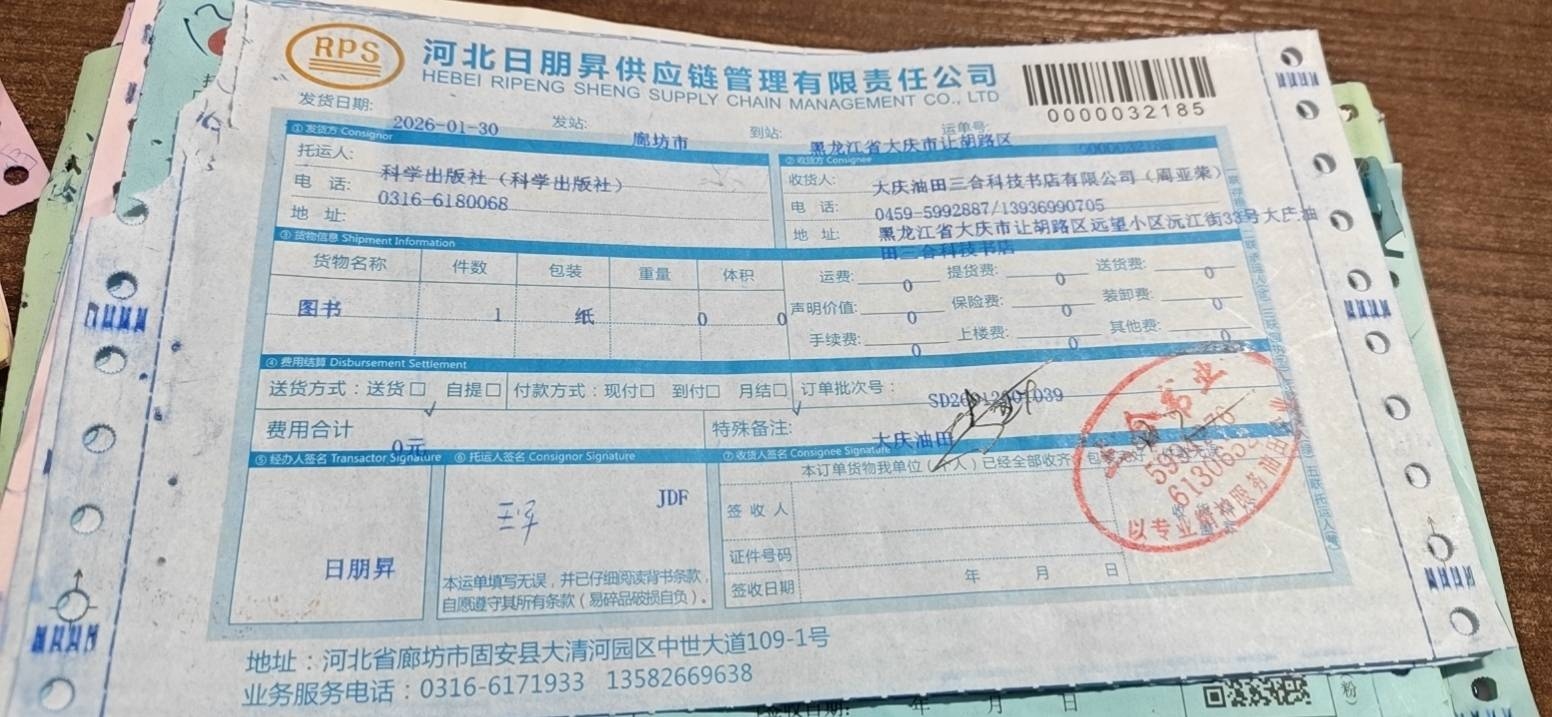 RPS
河北日朋昇供应链管理有限责任公司
HEBEI RIPENG SHENG SUPPLY CHAIN MANAGEMENT CO., LTD
0000032185
发货日期: 2026-01-30 发站: 廊坊市 到站: 黑龙江省大庆市让胡路区 运单号:
①发货方 Consignor
托运人: 科学出版社（科学出版社）
电 话: 0316-6180068
地 址:
②收货方 Consignee
收货人: 大庆油田三合科技书店有限公司（周亚荣）
电 话: 0459-5992887/13936990705
地 址: 黑龙江省大庆市让胡路区远望小区沅江街33号大庆油
田三合科技书店
③货物信息 Shipment Information
货物名称 件数 包装 重量 体积
图书 1 纸 0 0
运费: 0 提货费: 0 送货费: 0
声明价值: 0 保险费: 0 装卸费: 0
手续费: 0 上楼费: 0 其他费: 0
④费用结算 Disbursement Settlement
送货方式：送货□ 自提□ 付款方式：现付□ 到付□ 月结□ 订单批次号：
✓ ✓
费用合计 0元 特殊备注: 大庆油田
⑤经办人签名 Transactor Signature ⑥托运人签名 Consignor Signature ⑦收货人签名 Consignee Signature
本订单货物我单位（个人）已经全部收齐
日朋昇
JDF
本运单填写无误，并已仔细阅读背书条款，
自愿遵守其所有条款（易碎品破损自负）。
签收人
证件号码
签收日期 年 月 日
以专业精神服务油田
地址：河北省廊坊市固安县大清河园区中世大道109-1号
业务服务电话：0316-6171933 13582669638
年 月 日